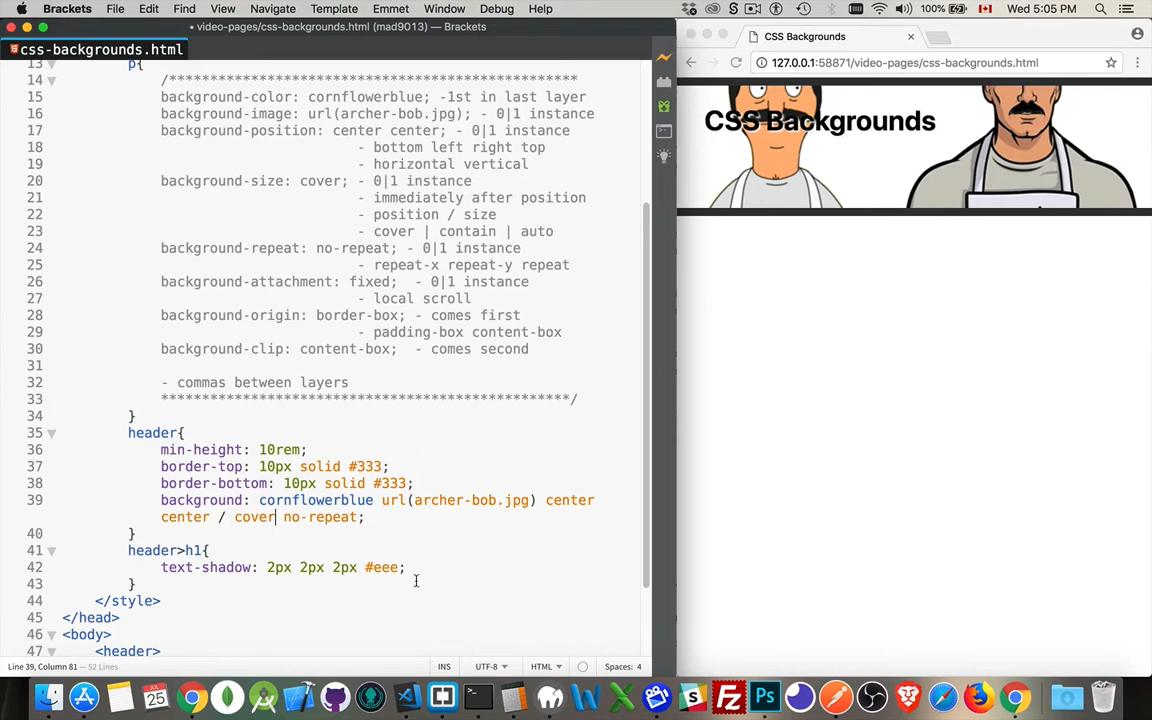 Brackets File Edit Find View Navigate Template Emmet Window Debug Help 100% Wed 5:05 PM
video-pages/css-backgrounds.html (mad9013) — Brackets
css-backgrounds.html
CSS Backgrounds
127.0.0.1:58871/video-pages/css-backgrounds.html
13 p{
14 /**************************************************
15 background-color: cornflowerblue; -1st in last layer
16 background-image: url(archer-bob.jpg); - 0|1 instance
17 background-position: center center; - 0|1 instance
18 - bottom left right top
19 - horizontal vertical
20 background-size: cover; - 0|1 instance
21 - immediately after position
22 - position / size
23 - cover | contain | auto
24 background-repeat: no-repeat; - 0|1 instance
25 - repeat-x repeat-y repeat
26 background-attachment: fixed; - 0|1 instance
27 - local scroll
28 background-origin: border-box; - comes first
29 - padding-box content-box
30 background-clip: content-box; - comes second
31
32 - commas between layers
33 **************************************************/
34 }
35 header{
36 min-height: 10rem;
37 border-top: 10px solid #333;
38 border-bottom: 10px solid #333;
39 background: cornflowerblue url(archer-bob.jpg) center
center / cover no-repeat;
40 }
41 header>h1{
42 text-shadow: 2px 2px 2px #eee;
43 }
44 </style>
45 </head>
46 <body>
47 <header>
CSS Backgrounds
Line 39, Column 81 — 52 Lines INS UTF-8 HTML Spaces: 4
JUL
25